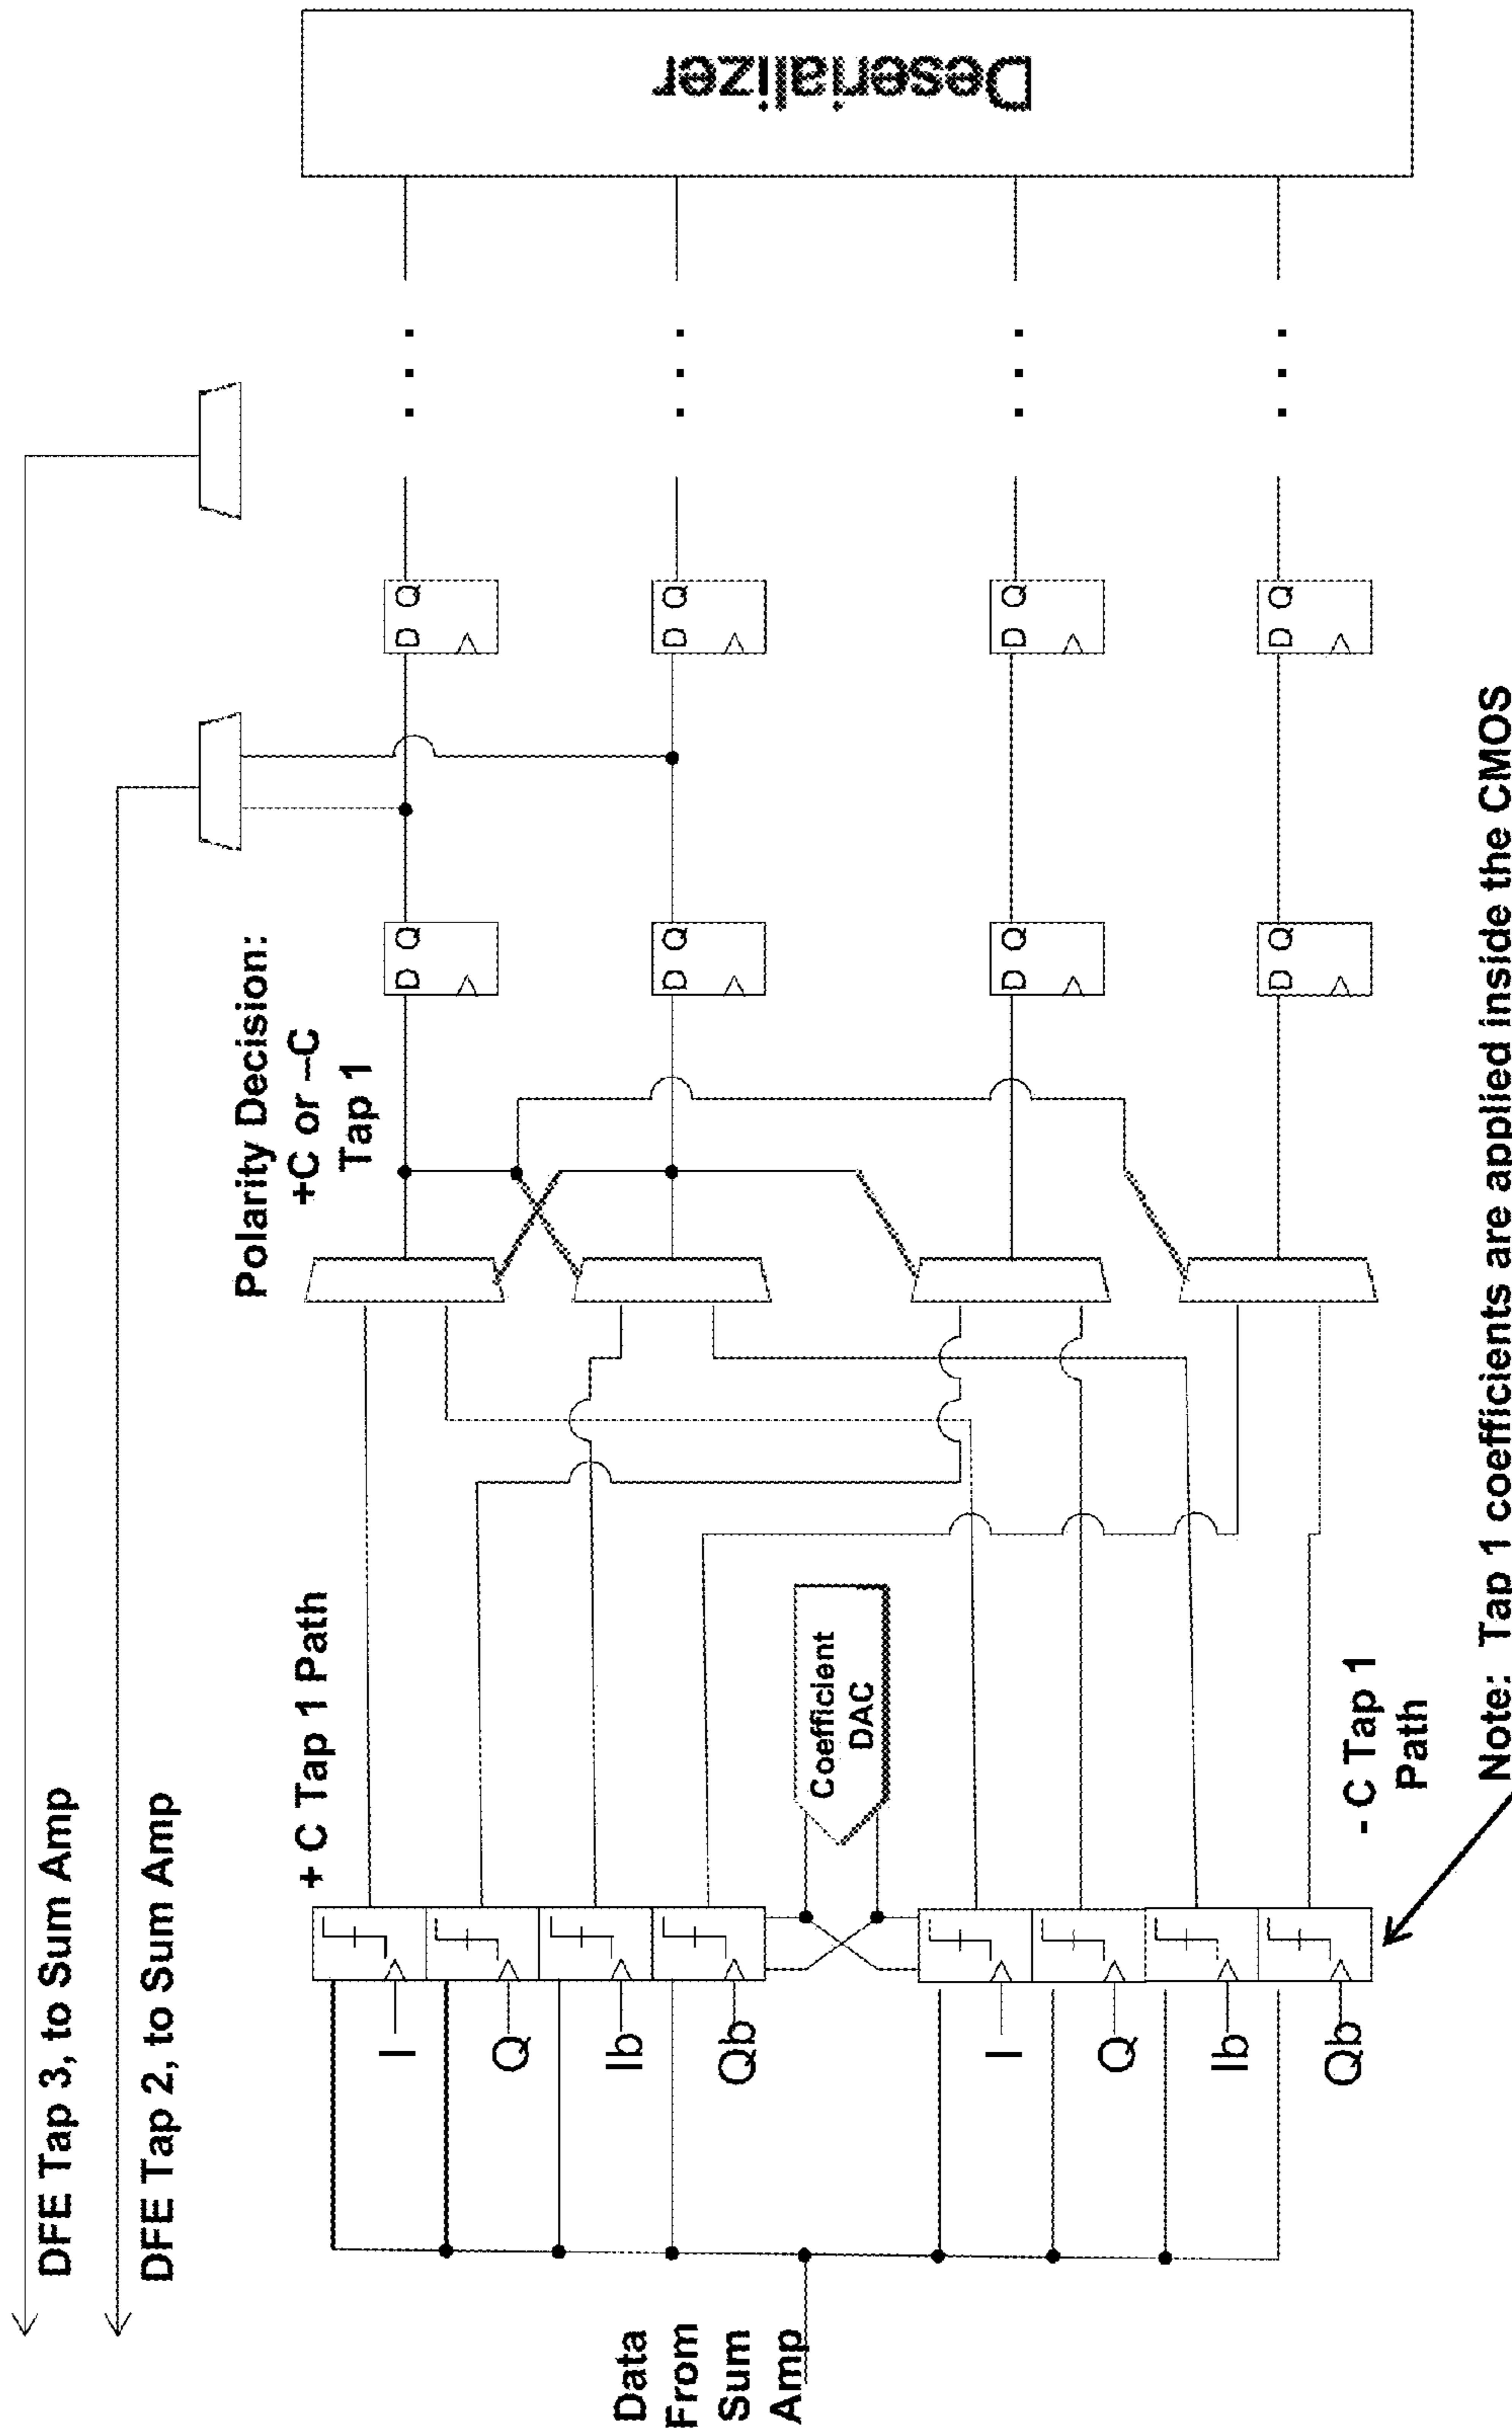 DFE Tap 3, to Sum Amp
DFE Tap 2, to Sum Amp
Polarity Decision:
+C or –C
Tap 1
+ C Tap 1 Path
Data
From
Sum
Amp
I
Q
Ib
Qb
I
Q
Ib
Qb
Coefficient
DAC
- C Tap 1
Path
D Q
D Q
D Q
D Q
D Q
D Q
D Q
D Q
Deserializer
Note: Tap 1 coefficients are applied inside the CMOS